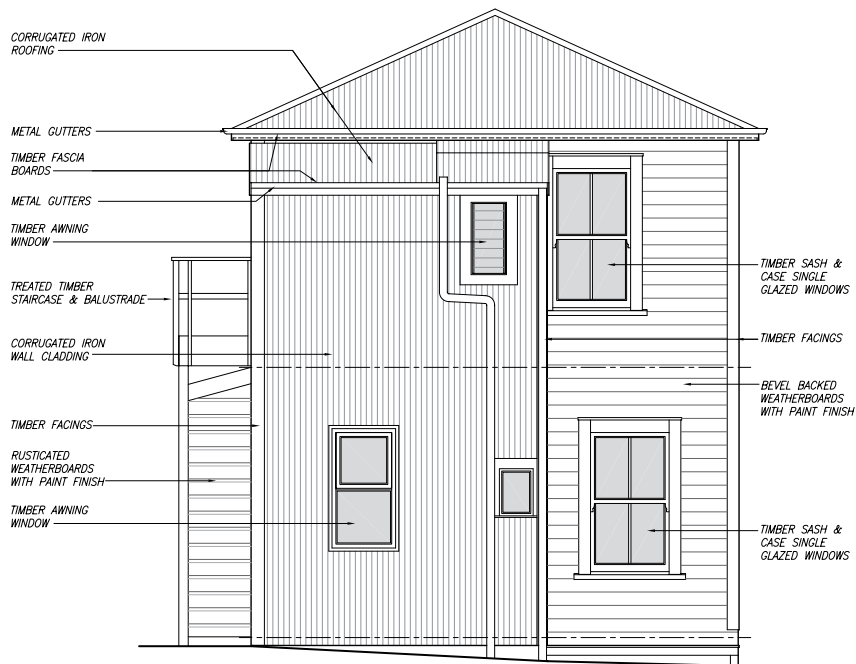 CORRUGATED IRON
ROOFING
METAL GUTTERS
TIMBER FASCIA
BOARDS
METAL GUTTERS
TIMBER AWNING
WINDOW
TREATED TIMBER
STAIRCASE & BALUSTRADE
CORRUGATED IRON
WALL CLADDING
TIMBER FACINGS
RUSTICATED
WEATHERBOARDS
WITH PAINT FINISH
TIMBER AWNING
WINDOW
TIMBER SASH &
CASE SINGLE
GLAZED WINDOWS
TIMBER FACINGS
BEVEL BACKED
WEATHERBOARDS
WITH PAINT FINISH
TIMBER SASH &
CASE SINGLE
GLAZED WINDOWS